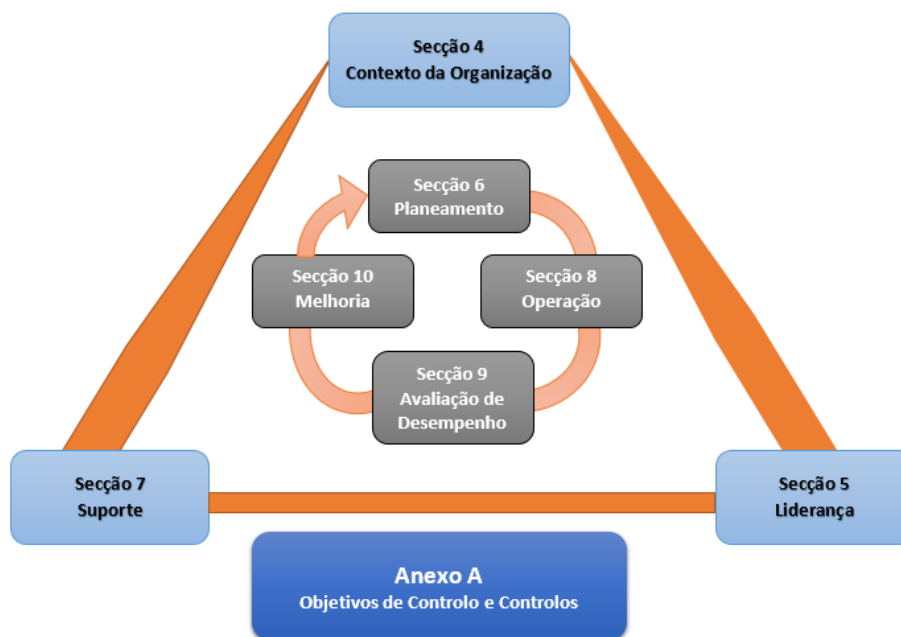 Secção 4
Contexto da Organização
Secção 6
Planeamento
Secção 10
Melhoria
Secção 8
Operação
Secção 9
Avaliação de
Desempenho
Secção 7
Suporte
Secção 5
Liderança
Anexo A
Objetivos de Controlo e Controlos